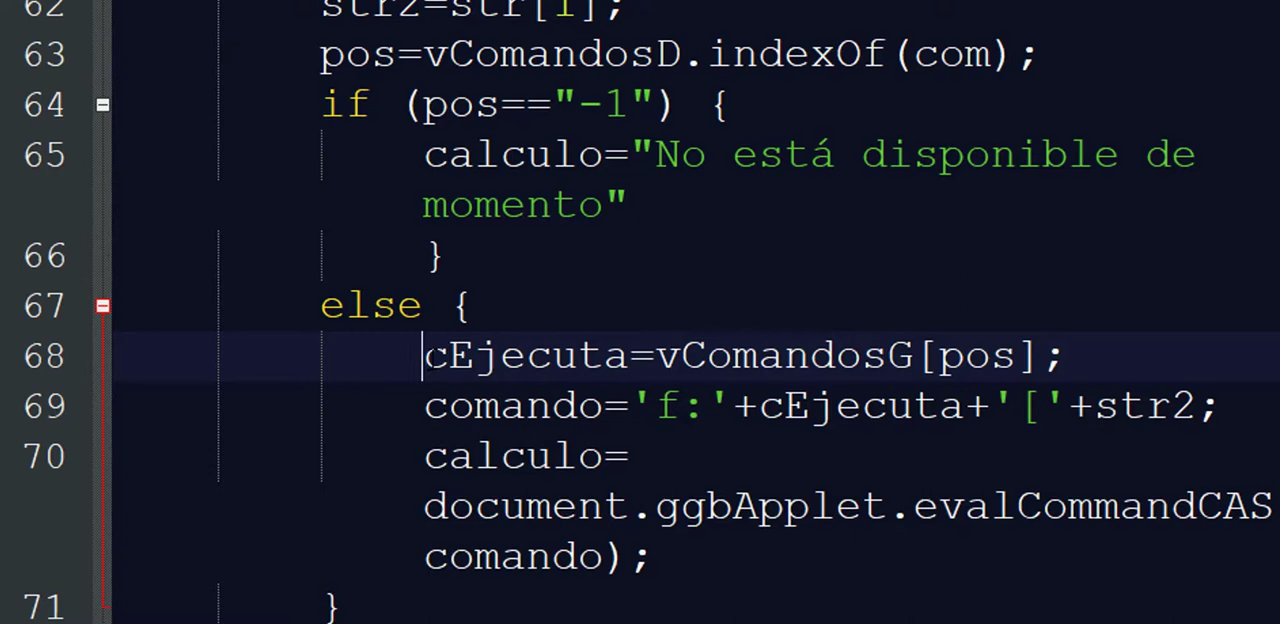 62 str2=str[1];
63 pos=vComandosD.indexOf(com);
64 if (pos=="-1") {
65 calculo="No está disponible de
momento"
66 }
67 else {
68 cEjecuta=vComandosG[pos];
69 comando='f:'+cEjecuta+'['+str2;
70 calculo=
document.ggbApplet.evalCommandCAS
comando);
71 }